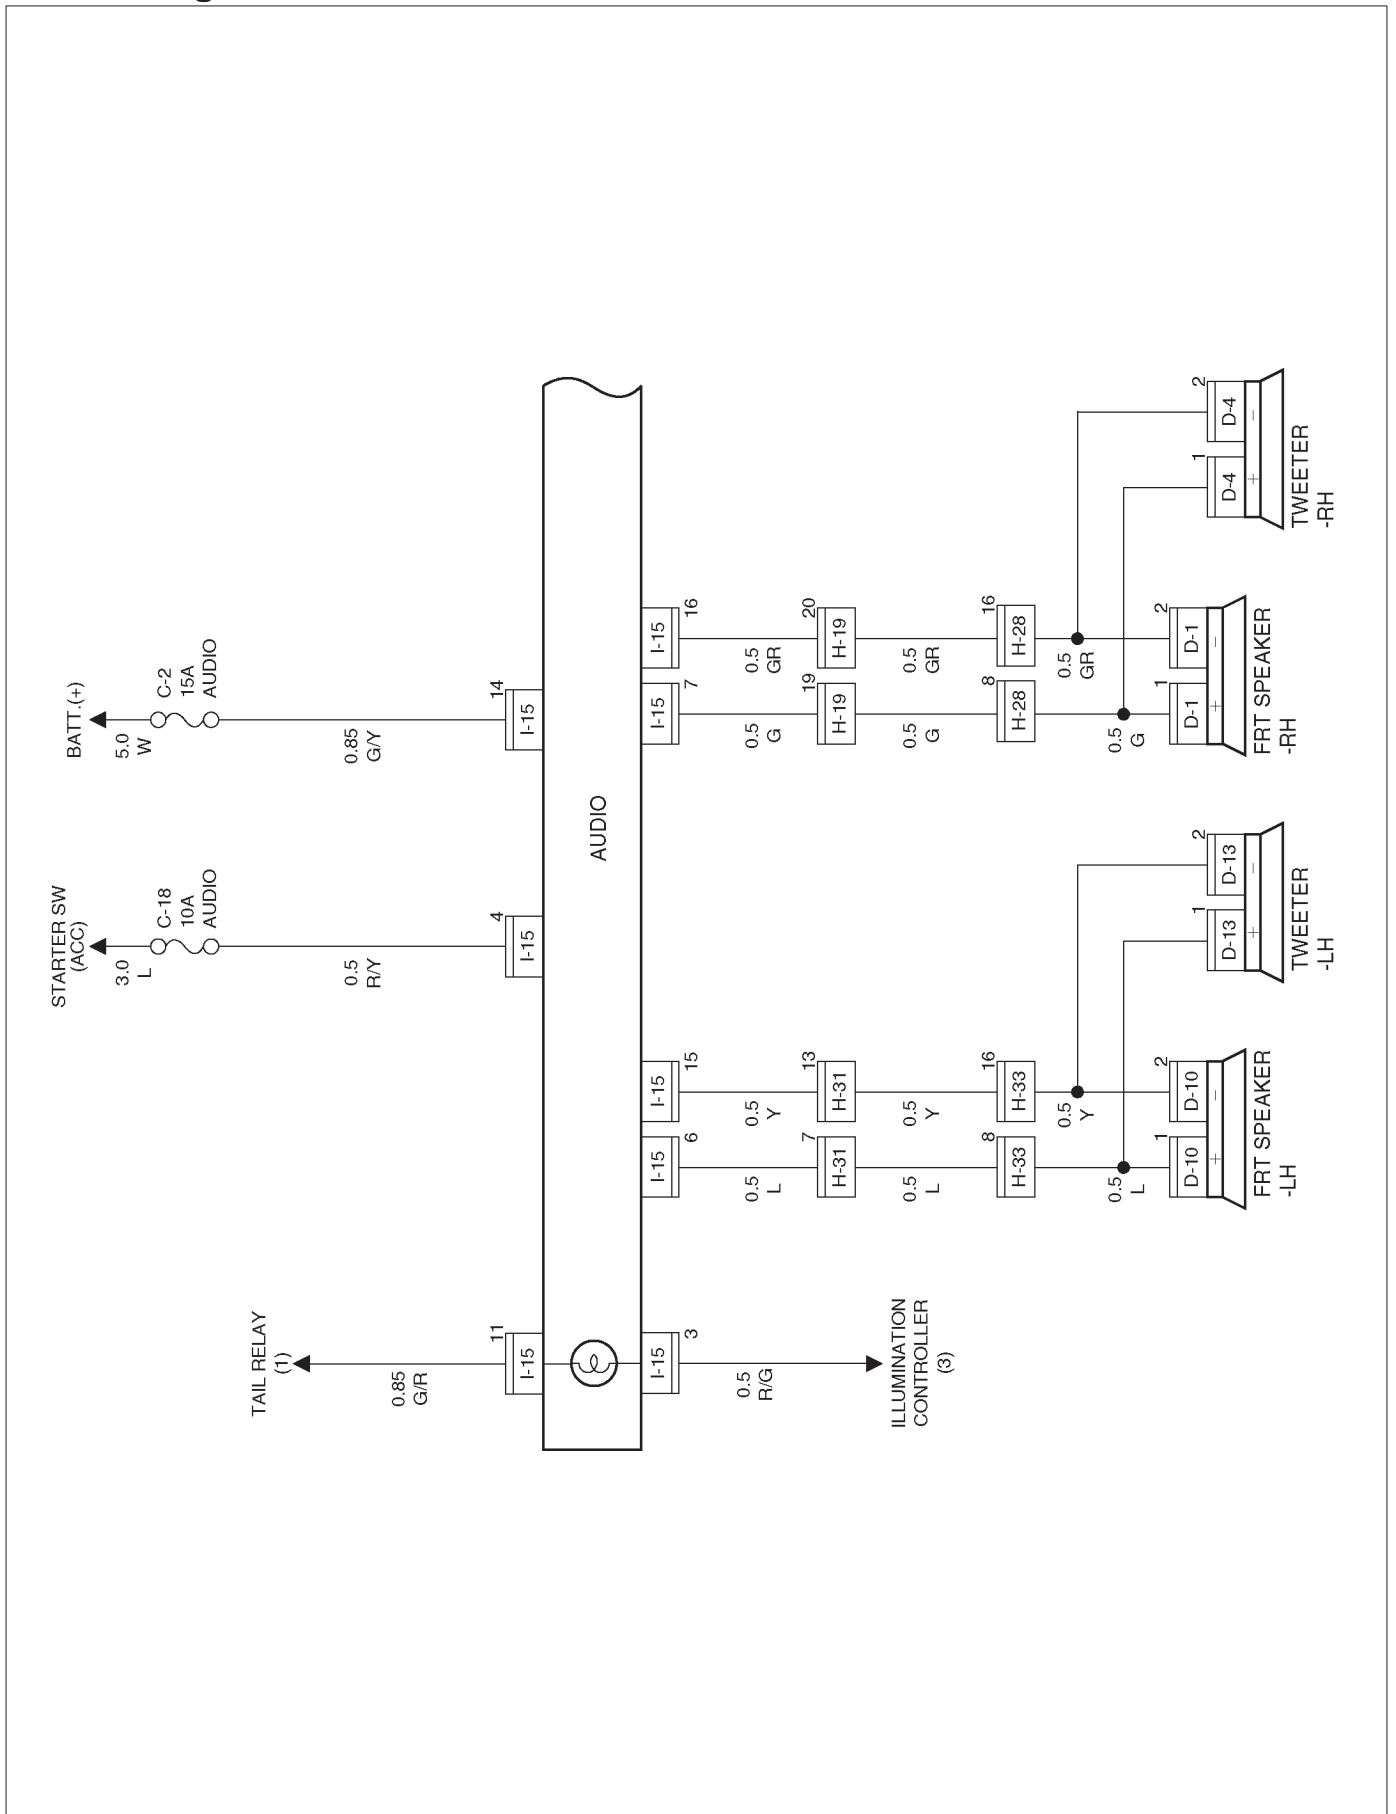 g
BATT.(+)
5.0
W
C-2
15A
AUDIO
0.85
G/Y
14
I-15
STARTER SW
(ACC)
3.0
L
C-18
10A
AUDIO
0.5
R/Y
4
I-15
TAIL RELAY
(1)
0.85
G/R
11
I-15
AUDIO
I-15
3
0.5
R/G
ILLUMINATION
CONTROLLER
(3)
I-15
6
0.5
L
7
H-31
0.5
L
8
H-33
0.5
L
1
D-10
+
I-15
15
0.5
Y
13
H-31
0.5
Y
16
H-33
0.5
Y
2
D-10
−
FRT SPEAKER
-LH
1
D-13
+
2
D-13
−
TWEETER
-LH
I-15
7
0.5
G
19
H-19
0.5
G
8
H-28
0.5
G
1
D-1
+
I-15
16
0.5
GR
20
H-19
0.5
GR
16
H-28
0.5
GR
2
D-1
−
FRT SPEAKER
-RH
1
D-4
+
2
D-4
−
TWEETER
-RH